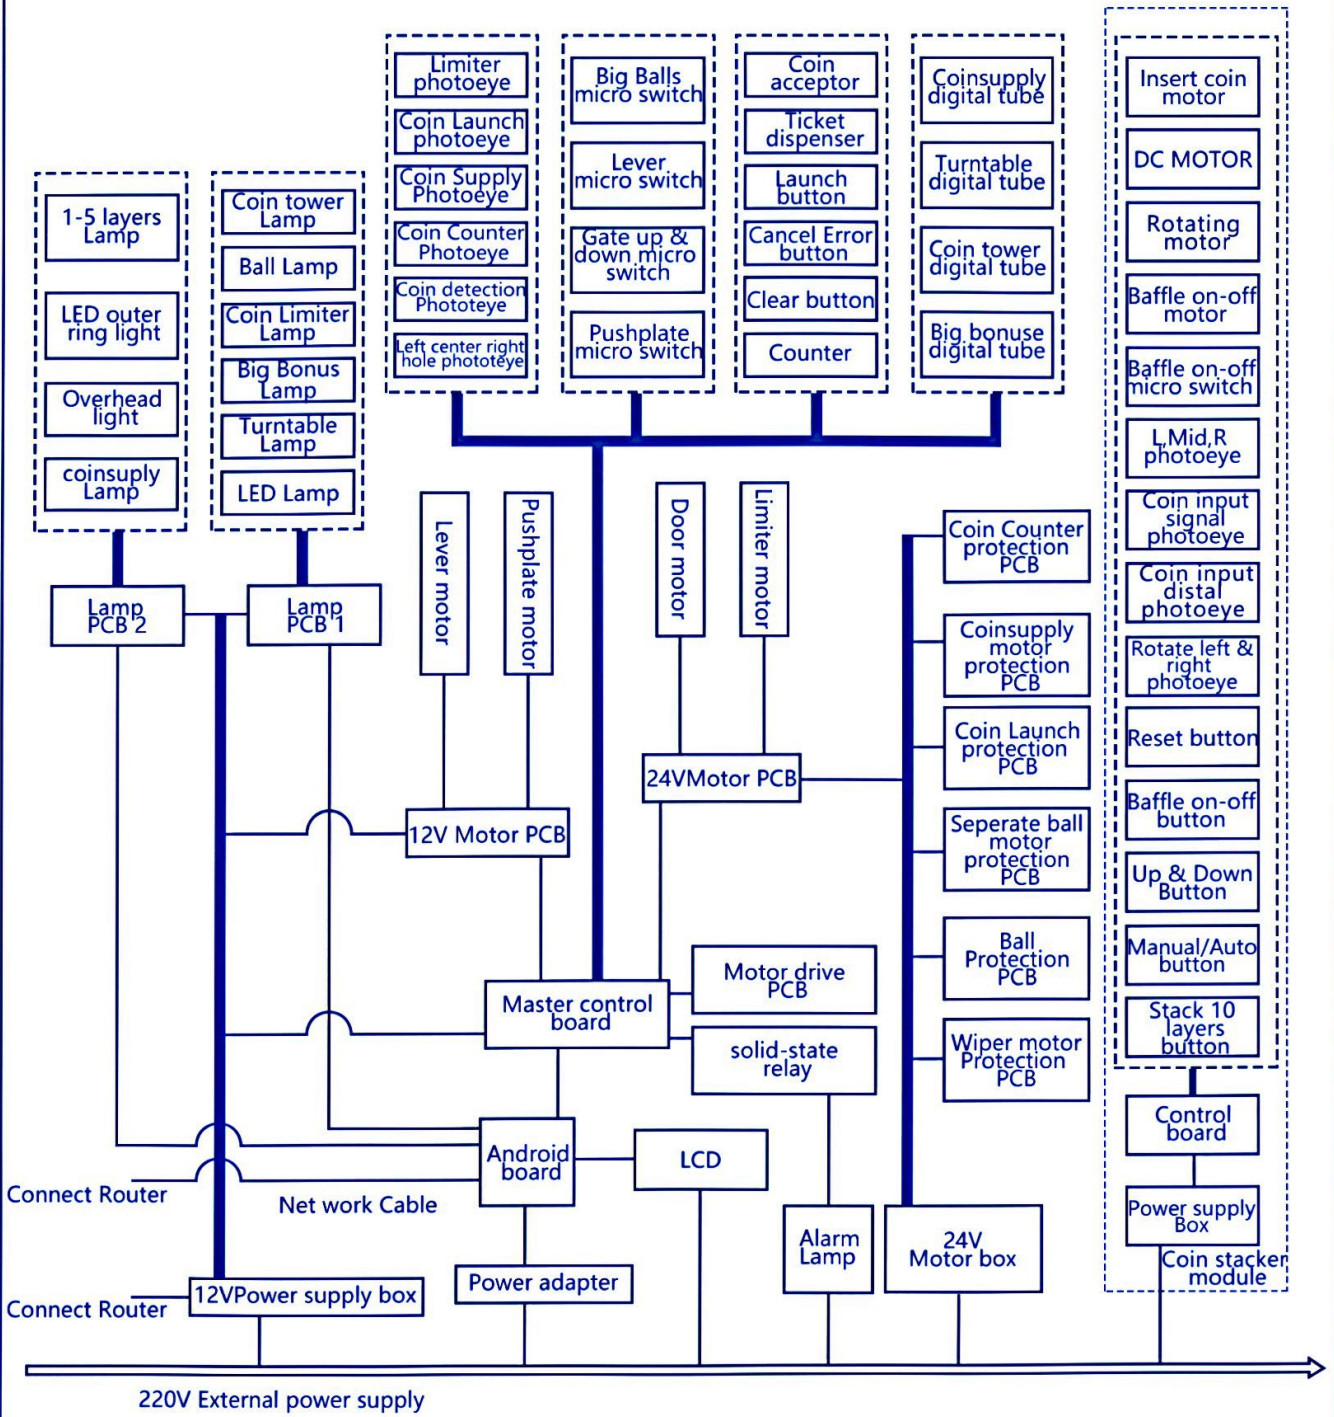 1-5 layers
Lamp
LED outer
ring light
Overhead
light
coinsuply
Lamp
Coin tower
Lamp
Ball Lamp
Coin Limiter
Lamp
Big Bonus
Lamp
Turntable
Lamp
LED Lamp
Limiter
photoeye
Coin Launch
photoeye
Coin Supply
Photoeye
Coin Counter
Photoeye
Coin detection
Phototeye
Left center right
hole phototeye
Big Balls
micro switch
Lever
micro switch
Gate up &
down micro
switch
Pushplate
micro switch
Coin
acceptor
Ticket
dispenser
Launch
button
Cancel Error
button
Clear button
Counter
Coinsupply
digital tube
Turntable
digital tube
Coin tower
digital tube
Big bonuse
digital tube
Insert coin
motor
DC MOTOR
Rotating
motor
Baffle on-off
motor
Baffle on-off
micro switch
L,Mid,R
photoeye
Coin input
signal
photoeye
Coin input
distal
photoeye
Rotate left &
right
photoeye
Reset button
Baffle on-off
button
Up & Down
Button
Manual/Auto
button
Stack 10
layers
button
Control
board
Power supply
Box
Coin stacker
module
Lamp
PCB 2
Lamp
PCB 1
Lever motor
Pushplate motor
Door motor
Limiter motor
12V Motor PCB
24VMotor PCB
Coin Counter
protection
PCB
Coinsupply
motor
protection
PCB
Coin Launch
protection
PCB
Seperate ball
motor
protection
PCB
Ball
Protection
PCB
Wiper motor
Protection
PCB
Master control
board
Motor drive
PCB
solid-state
relay
Android
board
LCD
Connect Router
Net work Cable
Alarm
Lamp
24V
Motor box
Power adapter
12VPower supply box
Connect Router
220V External power supply